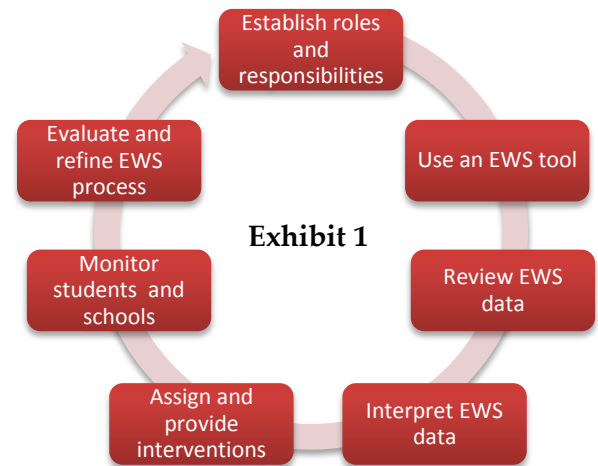 Establish roles
and
responsibilities
Use an EWS tool
Review EWS
data
Interpret EWS
data
Assign and
provide
interventions
Monitor
students and
schools
Evaluate and
refine EWS
process
Exhibit 1